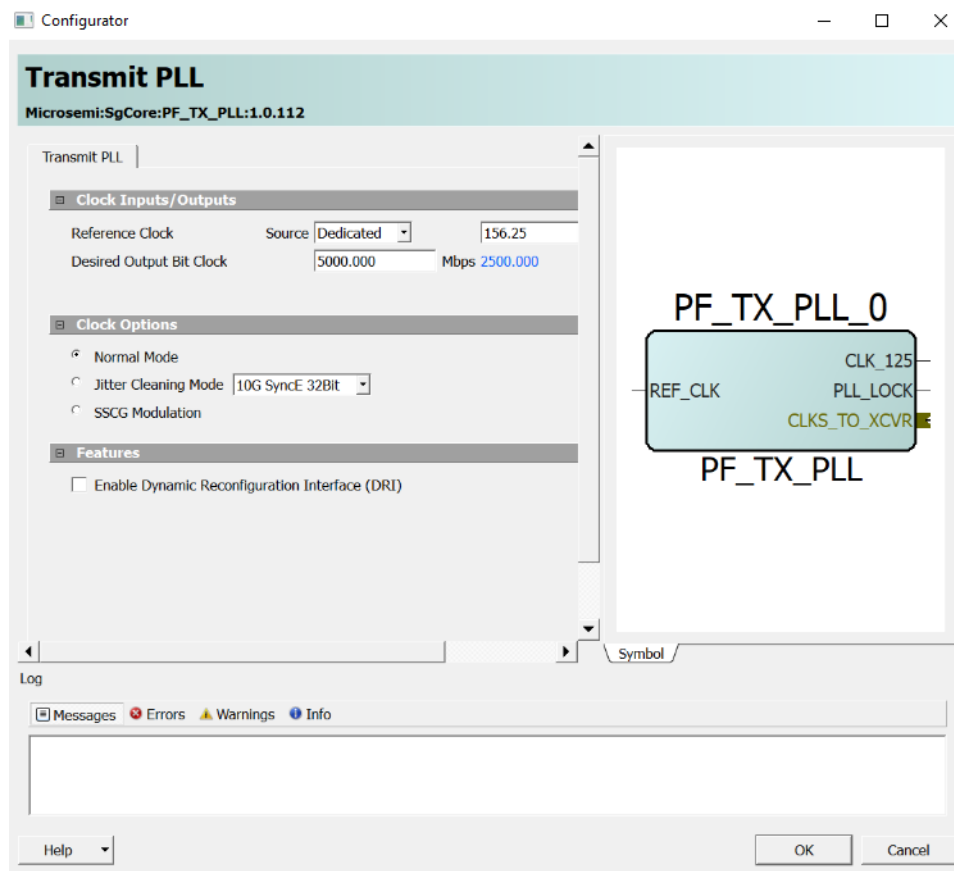 Configurator
Transmit PLL
Microsemi:SgCore:PF_TX_PLL:1.0.112
Transmit PLL
Clock Inputs/Outputs
Reference Clock Source Dedicated 156.25
Desired Output Bit Clock 5000.000 Mbps 2500.000
Clock Options
Normal Mode
Jitter Cleaning Mode 10G SyncE 32Bit
SSCG Modulation
Features
Enable Dynamic Reconfiguration Interface (DRI)
PF_TX_PLL_0
CLK_125
REF_CLK PLL_LOCK
CLKS_TO_XCVR
PF_TX_PLL
Symbol
Log
Messages Errors Warnings Info
Help OK Cancel